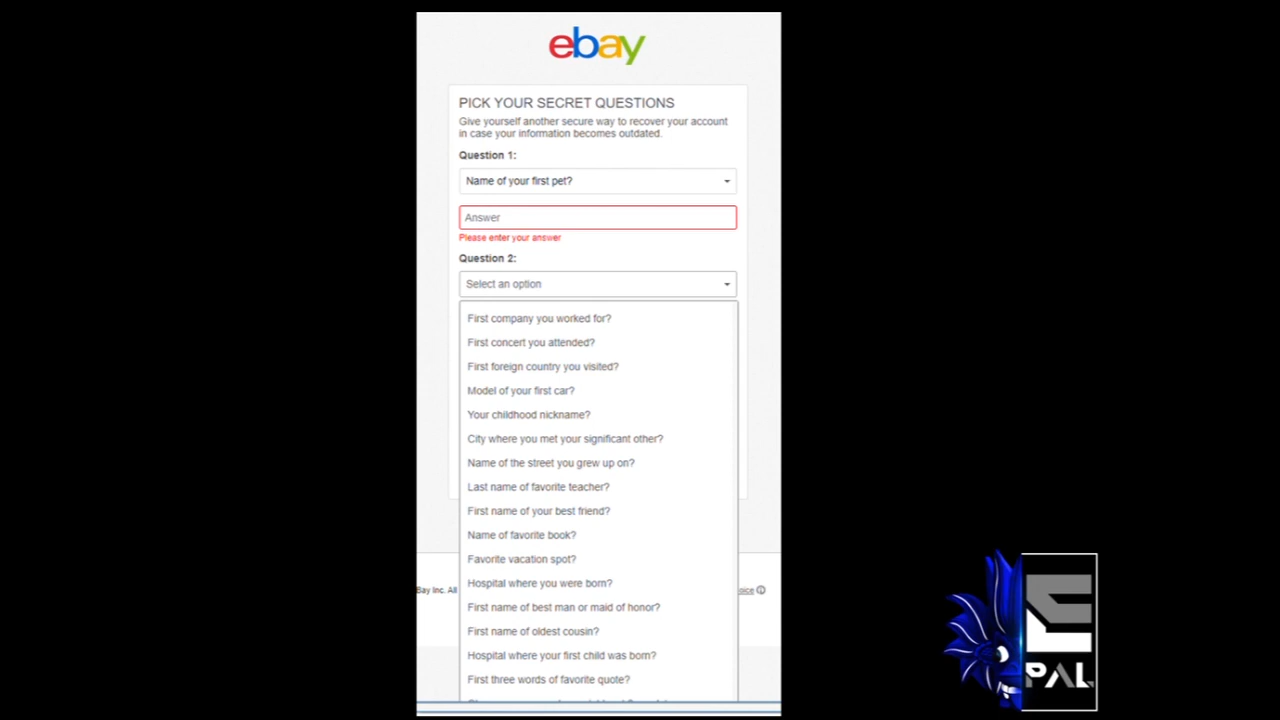 ebay
PICK YOUR SECRET QUESTIONS
Give yourself another secure way to recover your account
in case your information becomes outdated.
Question 1:
Name of your first pet?
Answer
Please enter your answer
Question 2:
Select an option
First company you worked for?
First concert you attended?
First foreign country you visited?
Model of your first car?
Your childhood nickname?
City where you met your significant other?
Name of the street you grew up on?
Last name of favorite teacher?
First name of your best friend?
Name of favorite book?
Favorite vacation spot?
Hospital where you were born?
Bay Inc. All
oice
First name of best man or maid of honor?
First name of oldest cousin?
Hospital where your first child was born?
First three words of favorite quote?
E
PAL